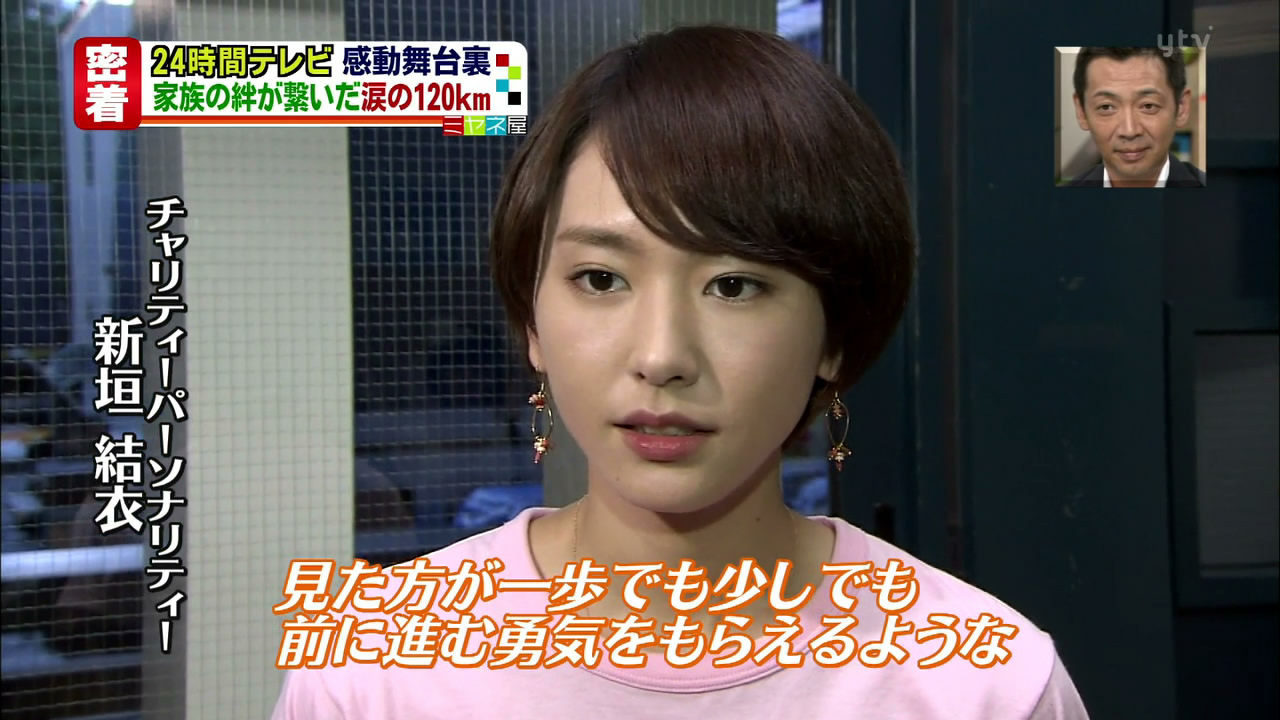 密着
24時間テレビ 感動舞台裏
家族の絆が繋いだ涙の120km
ミヤネ屋
ytv
チャリティーパーソナリティー
新垣 結衣
見た方が一歩でも少しでも
前に進む勇気をもらえるような